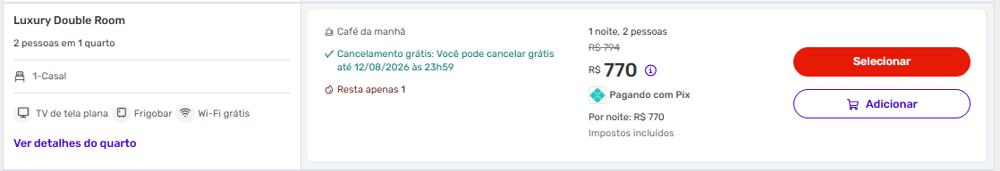 Luxury Double Room
2 pessoas em 1 quarto
1-Casal
TV de tela plana
Frigobar
Wi-Fi grátis
Ver detalhes do quarto
Café da manhã
Cancelamento grátis: Você pode cancelar grátis
até 12/08/2026 às 23h59
Resta apenas 1
1 noite, 2 pessoas
R$ 794
R$ 770
Pagando com Pix
Por noite: R$ 770
Impostos incluídos
Selecionar
Adicionar